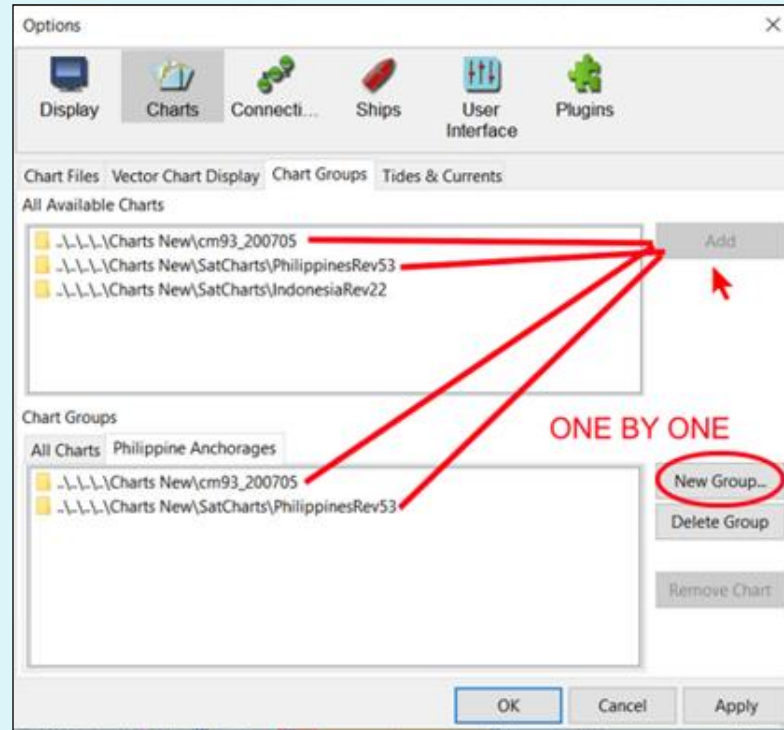 Options
Display Charts Connecti... Ships User Interface Plugins
Chart Files Vector Chart Display Chart Groups Tides & Currents
All Available Charts
..\..\..\..\Charts New\cm93_200705
..\..\..\..\Charts New\SatCharts\PhilippinesRev53
..\..\..\..\Charts New\SatCharts\IndonesiaRev22
Add
Chart Groups
ONE BY ONE
All Charts Philippine Anchorages
..\..\..\..\Charts New\cm93_200705
..\..\..\..\Charts New\SatCharts\PhilippinesRev53
New Group...
Delete Group
Remove Chart
OK Cancel Apply